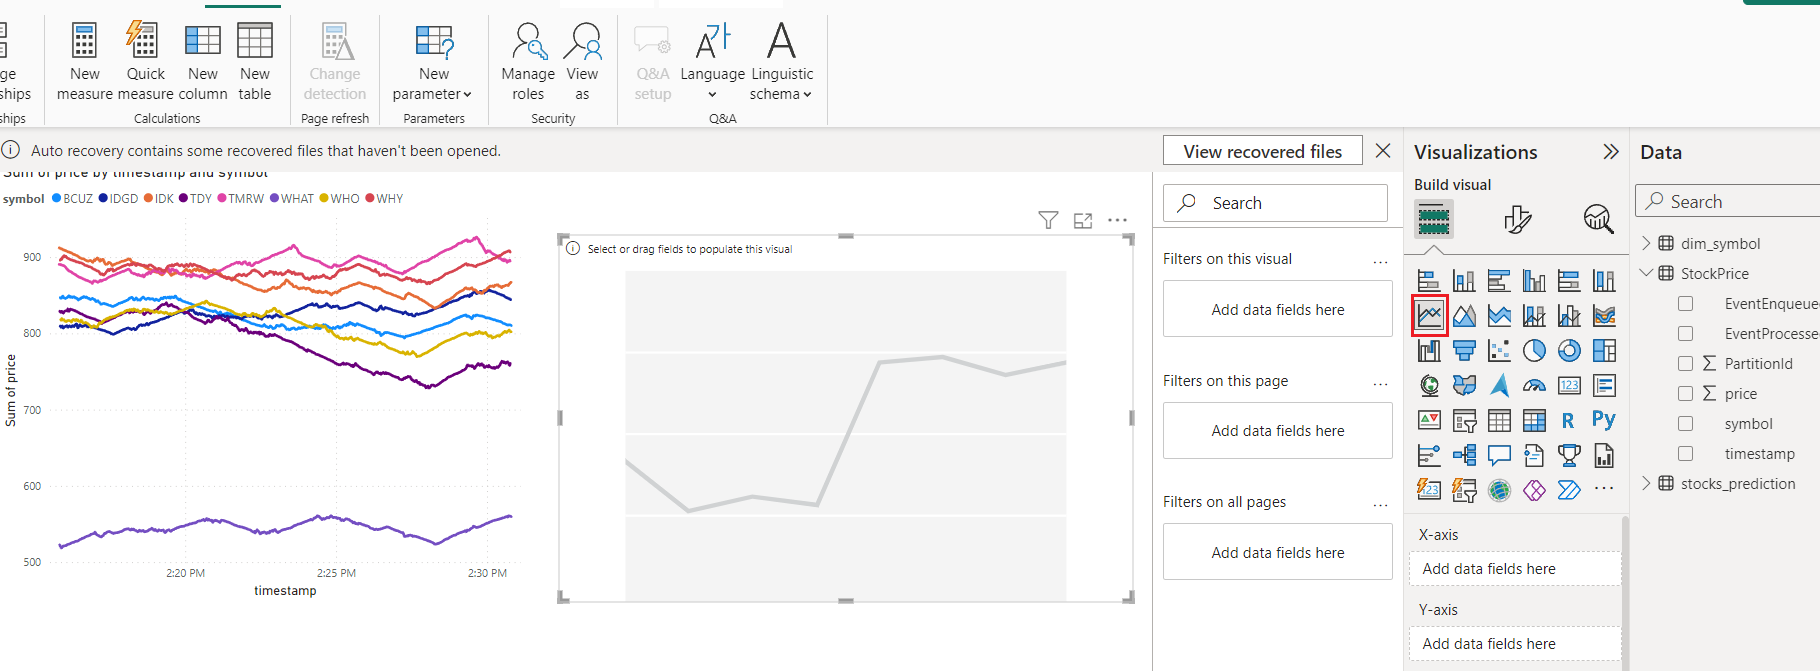 ge
ships
ships
New
measure
Quick
measure
New
column
New
table
Calculations
Change
detection
Page refresh
New
parameter
Parameters
Manage
roles
View
as
Security
Q&A
setup
Language
Linguistic
schema
Q&A
Auto recovery contains some recovered files that haven't been opened.
View recovered files
Sum of price by timestamp and symbol
symbol BCUZ IDGD IDK TDY TMRW WHAT WHO WHY
Sum of price
900
800
700
600
500
2:20 PM 2:25 PM 2:30 PM
timestamp
Select or drag fields to populate this visual
Search
Filters on this visual
...
Add data fields here
Filters on this page
...
Add data fields here
Filters on all pages
...
Add data fields here
Visualizations
Build visual
123
R
Py
123
...
X-axis
Add data fields here
Y-axis
Add data fields here
Data
Search
dim_symbol
StockPrice
EventEnqueue
EventProcesse
Σ PartitionId
Σ price
symbol
timestamp
stocks_prediction